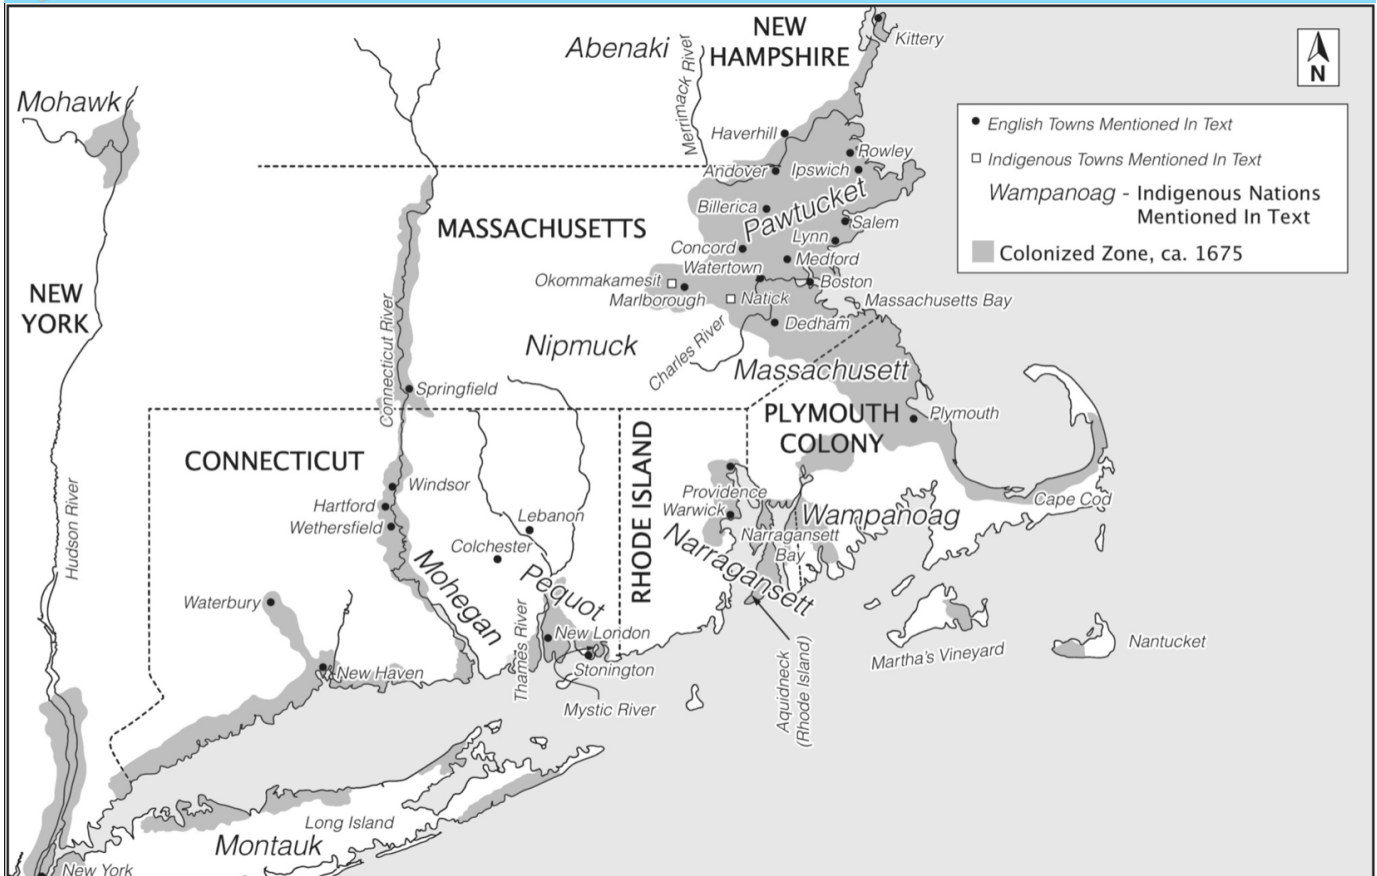 NEW
HAMPSHIRE
Kittery
Abenaki
Merrimack River
N
Mohawk
Haverhill
Rowley
Andover
Ipswich
English Towns Mentioned In Text
Indigenous Towns Mentioned In Text
Wampanoag - Indigenous Nations
Mentioned In Text
Colonized Zone, ca. 1675
Billerica
Pawtucket
Salem
MASSACHUSETTS
Lynn
Concord
Medford
Watertown
Okommakamesit
Boston
Marlborough
Natick
Massachusetts Bay
NEW
YORK
Dedham
Connecticut River
Nipmuck
Charles River
Massachusett
Springfield
PLYMOUTH
COLONY
Plymouth
CONNECTICUT
RHODE ISLAND
Windsor
Hartford
Wethersfield
Providence
Warwick
Cape Cod
Hudson River
Lebanon
Colchester
Wampanoag
Narragansett
Bay
Narragansett
Mohegan
Pequot
Waterbury
Thames River
New London
Stonington
New Haven
Mystic River
Aquidneck
(Rhode Island)
Martha's Vineyard
Nantucket
Long Island
Montauk
New York